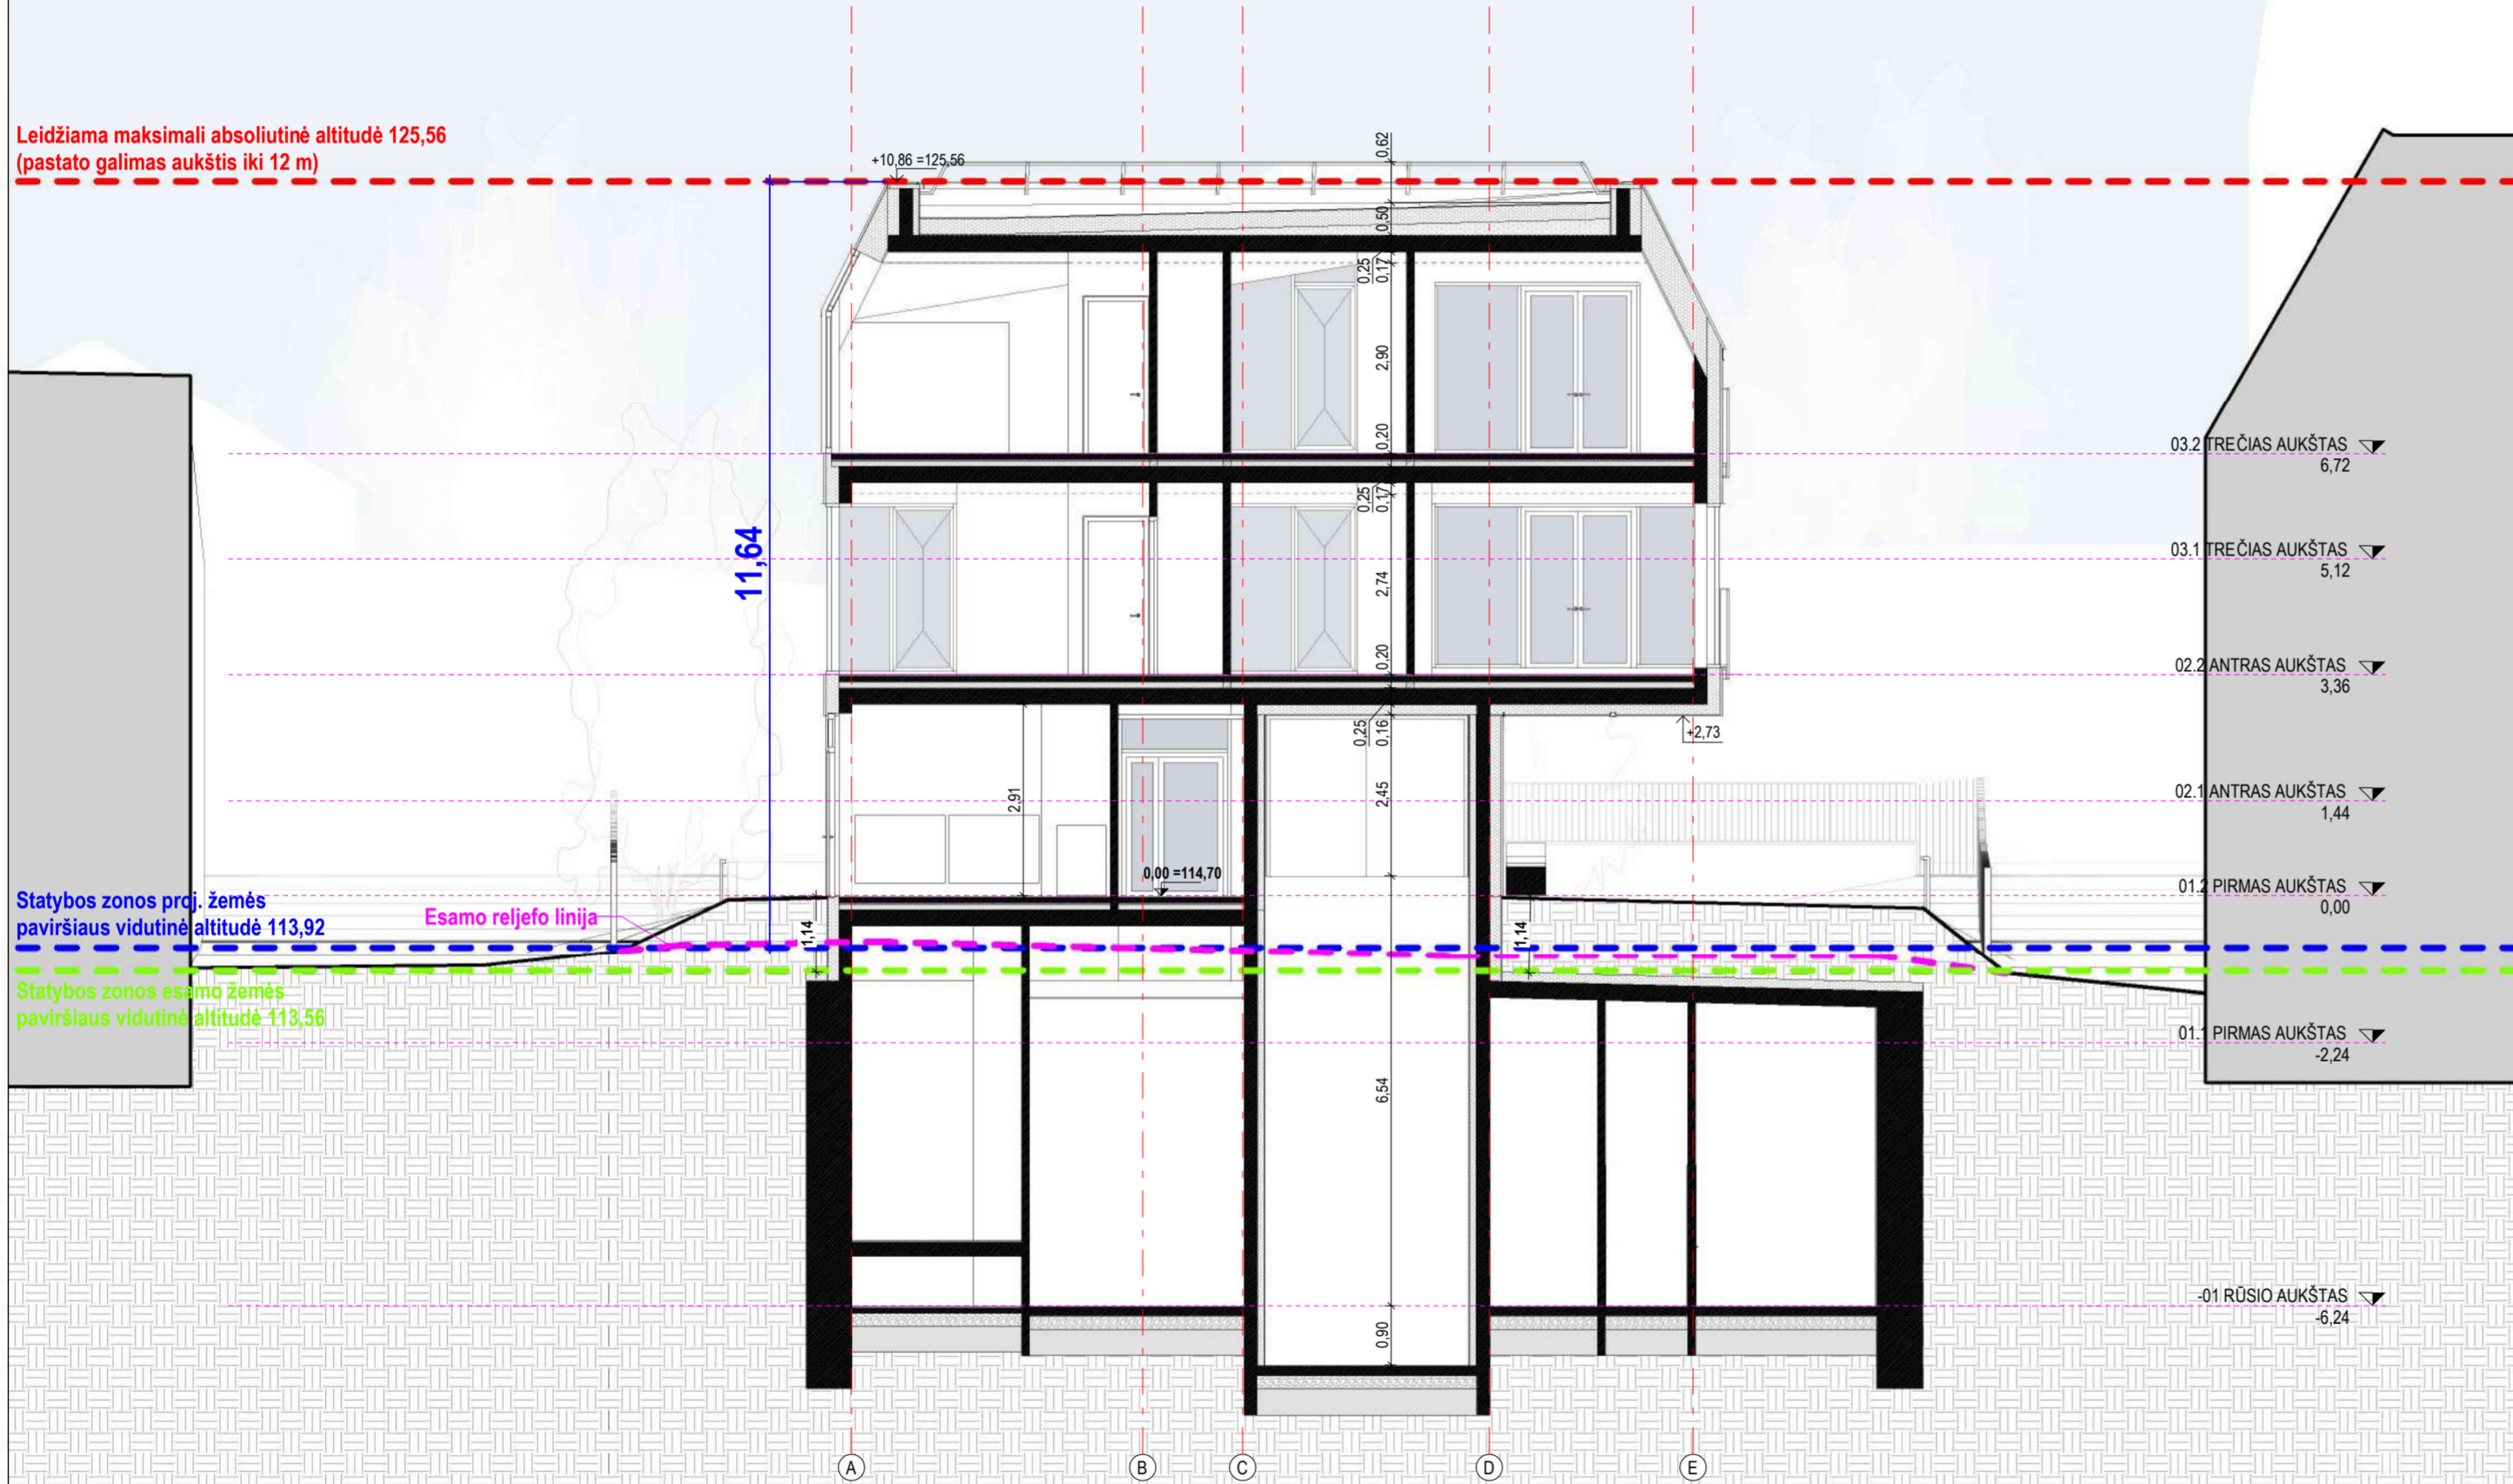 Leidžiama maksimali absoliutinė altitudė 125,56
(pastato galimas aukštis iki 12 m)
+10,86 =125,56
0,62
0,50
0,25
0,17
2,90
0,20
03.2 TREČIAS AUKŠTAS
6,72
0,25
0,17
11,64
03.1 TREČIAS AUKŠTAS
5,12
2,74
0,20
02.2 ANTRAS AUKŠTAS
3,36
0,25
0,16
+2,73
2,91
2,45
02.1 ANTRAS AUKŠTAS
1,44
0,00 =114,70
01.2 PIRMAS AUKŠTAS
0,00
Statybos zonos proj. žemės
paviršiaus vidutinė altitudė 113,92
Esamo reljefo linija
1,14
1,14
Statybos zonos esamo žemės
paviršiaus vidutinė altitudė 113,56
01.1 PIRMAS AUKŠTAS
-2,24
6,54
-01 RŪSIO AUKŠTAS
-6,24
0,90
A
B
C
D
E